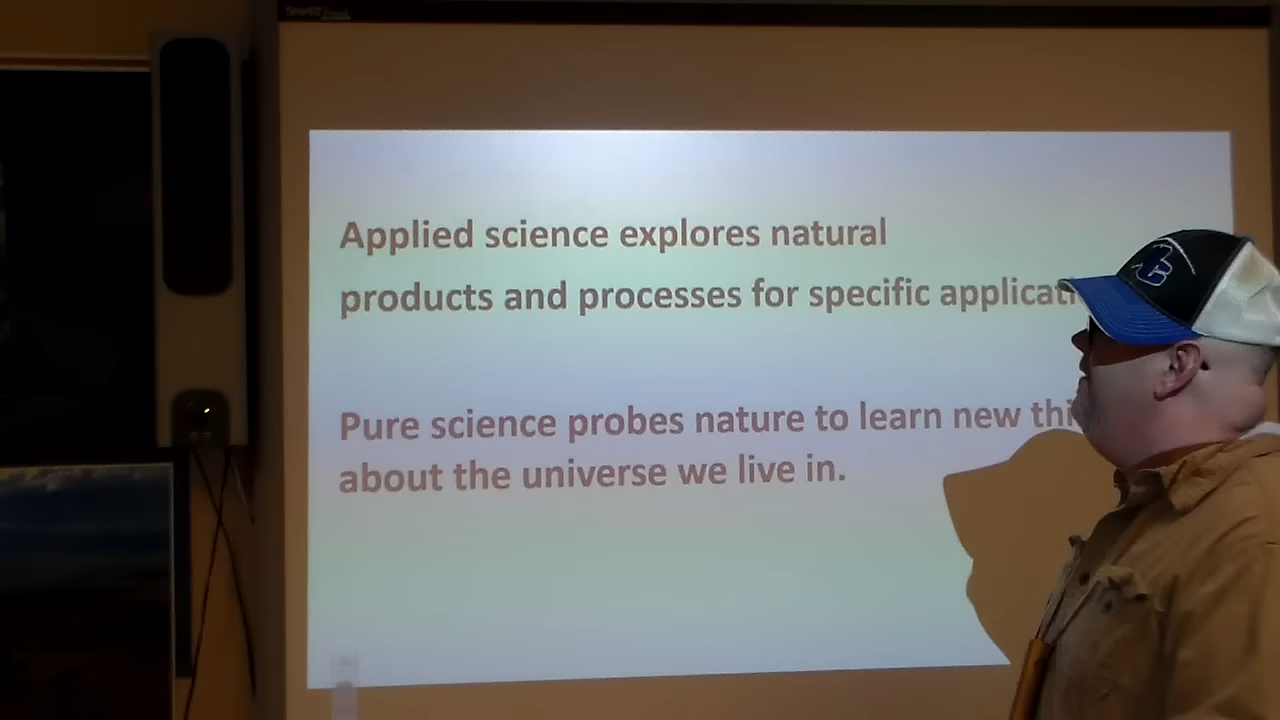 SMART
Applied science explores natural
products and processes for specific applicati
Pure science probes nature to learn new thi
about the universe we live in.